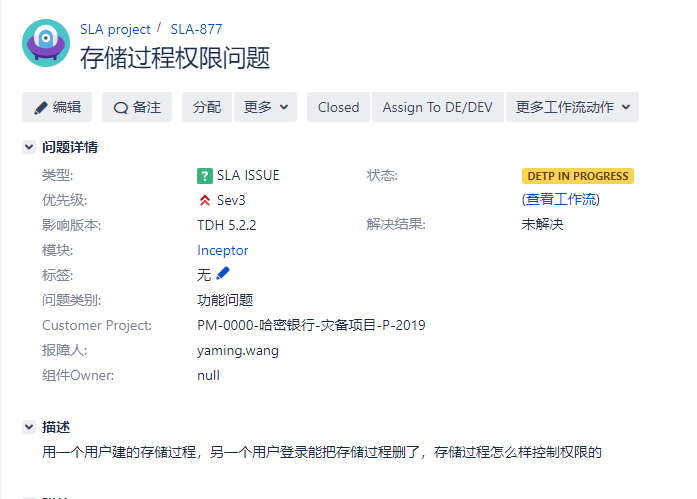 SLA project / SLA-877
存储过程权限问题
编辑 备注 分配 更多 Closed Assign To DE/DEV 更多工作流动作
问题详情
类型: SLA ISSUE 状态: DETP IN PROGRESS
优先级: Sev3 (查看工作流)
影响版本: TDH 5.2.2 解决结果: 未解决
模块: Inceptor
标签: 无
问题类别: 功能问题
Customer Project: PM-0000-哈密银行-灾备项目-P-2019
报障人: yaming.wang
组件Owner: null
描述
用一个用户建的存储过程，另一个用户登录能把存储过程删了，存储过程怎么样控制权限的